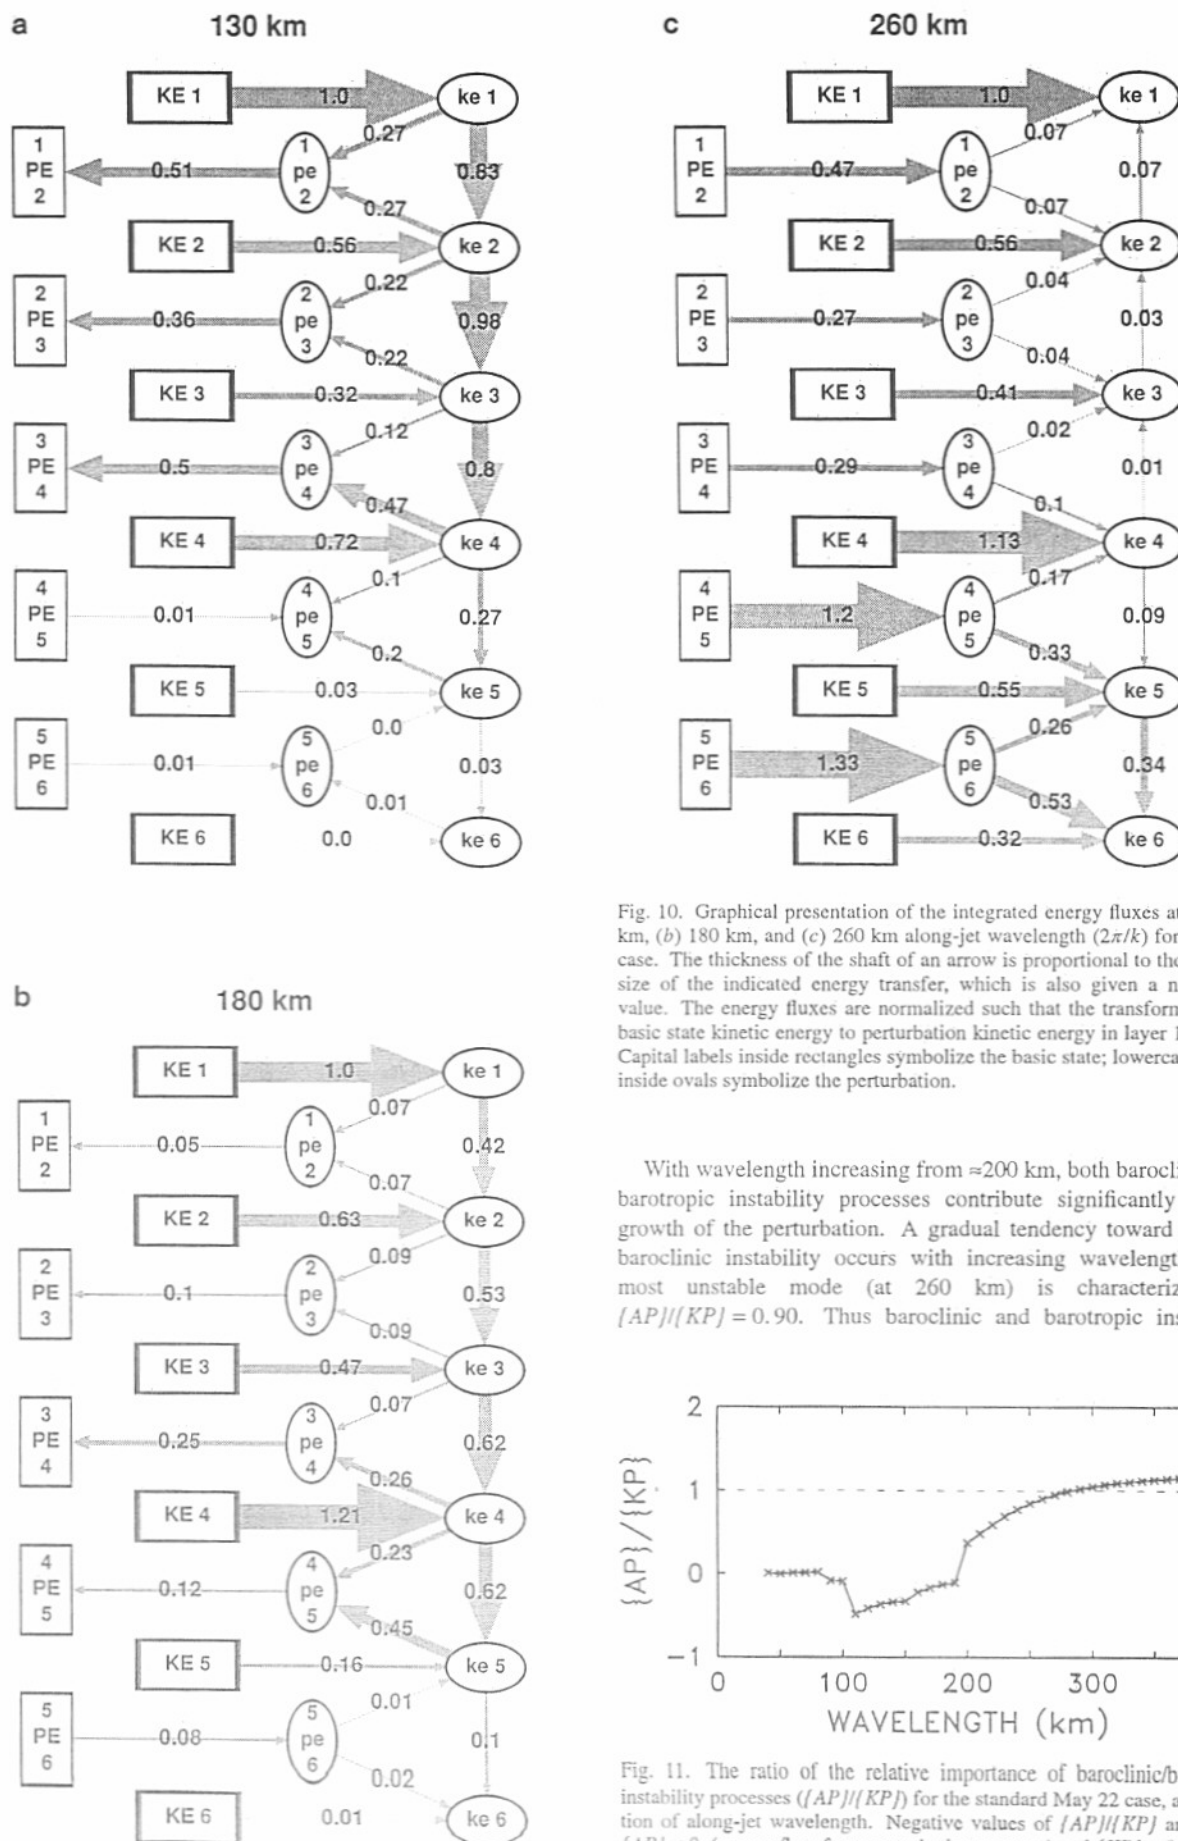 a 130 km
KE 1 1.0 ke 1
0.27
1 PE 2 0.51 1 pe 2 0.83
0.27
KE 2 0.56 ke 2
0.22
2 PE 3 0.36 2 pe 3 0.98
0.22
KE 3 0.32 ke 3
0.12
3 PE 4 0.5 3 pe 4 0.8
0.47
KE 4 0.72 ke 4
0.1
4 PE 5 0.01 4 pe 5 0.27
0.2
KE 5 0.03 ke 5
0.0
5 PE 6 0.01 5 pe 6 0.03
0.01
KE 6 0.0 ke 6
b 180 km
KE 1 1.0 ke 1
0.07
1 PE 2 0.05 1 pe 2 0.42
0.07
KE 2 0.63 ke 2
0.09
2 PE 3 0.1 2 pe 3 0.53
0.09
KE 3 0.47 ke 3
0.07
3 PE 4 0.25 3 pe 4 0.62
0.26
KE 4 1.21 ke 4
0.23
4 PE 5 0.12 4 pe 5 0.62
0.45
KE 5 0.16 ke 5
0.01
5 PE 6 0.08 5 pe 6 0.1
0.02
KE 6 0.01 ke 6
c 260 km
KE 1 1.0 ke 1
0.07
1 PE 2 0.47 1 pe 2 0.07
0.07
KE 2 0.56 ke 2
0.04
2 PE 3 0.27 2 pe 3 0.03
0.04
KE 3 0.41 ke 3
0.02
3 PE 4 0.29 3 pe 4 0.01
0.1
KE 4 1.13 ke 4
0.17
4 PE 5 1.2 4 pe 5 0.09
0.33
KE 5 0.55 ke 5
0.26
5 PE 6 1.33 5 pe 6 0.34
0.53
KE 6 0.32 ke 6
Fig. 10. Graphical presentation of the integrated energy fluxes at
km, (b) 180 km, and (c) 260 km along-jet wavelength (2π/k) for
case. The thickness of the shaft of an arrow is proportional to the
size of the indicated energy transfer, which is also given a n
value. The energy fluxes are normalized such that the transform
basic state kinetic energy to perturbation kinetic energy in layer 1
Capital labels inside rectangles symbolize the basic state; lowerca
inside ovals symbolize the perturbation.
With wavelength increasing from ≈200 km, both barocli
barotropic instability processes contribute significantly
growth of the perturbation. A gradual tendency toward
baroclinic instability occurs with increasing wavelengt
most unstable mode (at 260 km) is characteriz
{AP}/{KP} = 0.90. Thus baroclinic and barotropic ins
{AP}/{KP}
2
1
0
-1
0 100 200 300
WAVELENGTH (km)
Fig. 11. The ratio of the relative importance of baroclinic/b
instability processes ({AP}/{KP}) for the standard May 22 case, a
tion of along-jet wavelength. Negative values of {AP}/{KP} ar